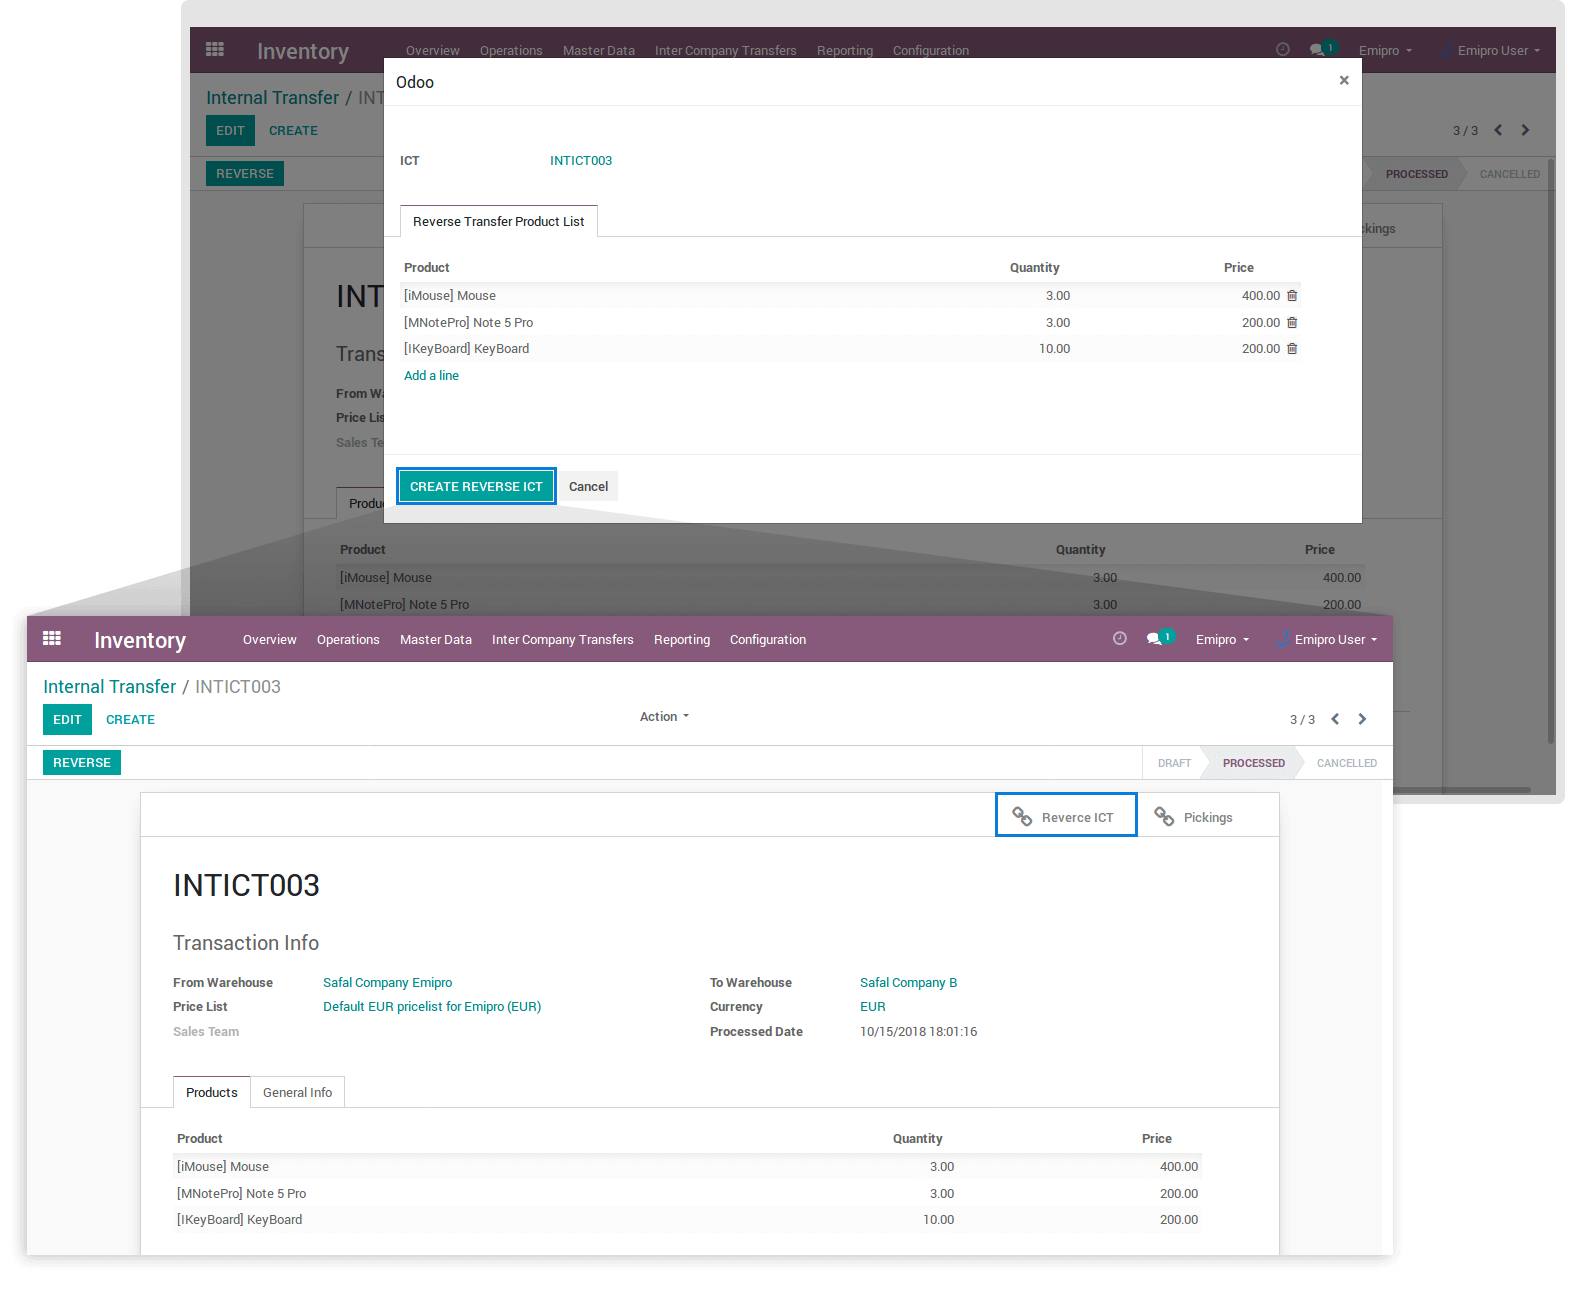 Inventory Overview Operations Master Data Inter Company Transfers Reporting Configuration 1 Emipro Emipro User
Odoo ×
Internal Transfer / INT
EDIT CREATE 3 / 3
ICT INTICT003
REVERSE PROCESSED CANCELLED
Reverse Transfer Product List
kings
Product Quantity Price
INT
[iMouse] Mouse 3.00 400.00
[MNotePro] Note 5 Pro 3.00 200.00
[IKeyBoard] KeyBoard 10.00 200.00
Trans
Add a line
From Wa
Price Lis
Sales Te
CREATE REVERSE ICT Cancel
Produ
Product Quantity Price
[iMouse] Mouse 3.00 400.00
[MNotePro] Note 5 Pro 3.00 200.00
Inventory Overview Operations Master Data Inter Company Transfers Reporting Configuration 1 Emipro Emipro User
Internal Transfer / INTICT003
EDIT CREATE Action 3 / 3
REVERSE DRAFT PROCESSED CANCELLED
Reverce ICT Pickings
INTICT003
Transaction Info
From Warehouse Safal Company Emipro To Warehouse Safal Company B
Price List Default EUR pricelist for Emipro (EUR) Currency EUR
Sales Team Processed Date 10/15/2018 18:01:16
Products General Info
Product Quantity Price
[iMouse] Mouse 3.00 400.00
[MNotePro] Note 5 Pro 3.00 200.00
[IKeyBoard] KeyBoard 10.00 200.00